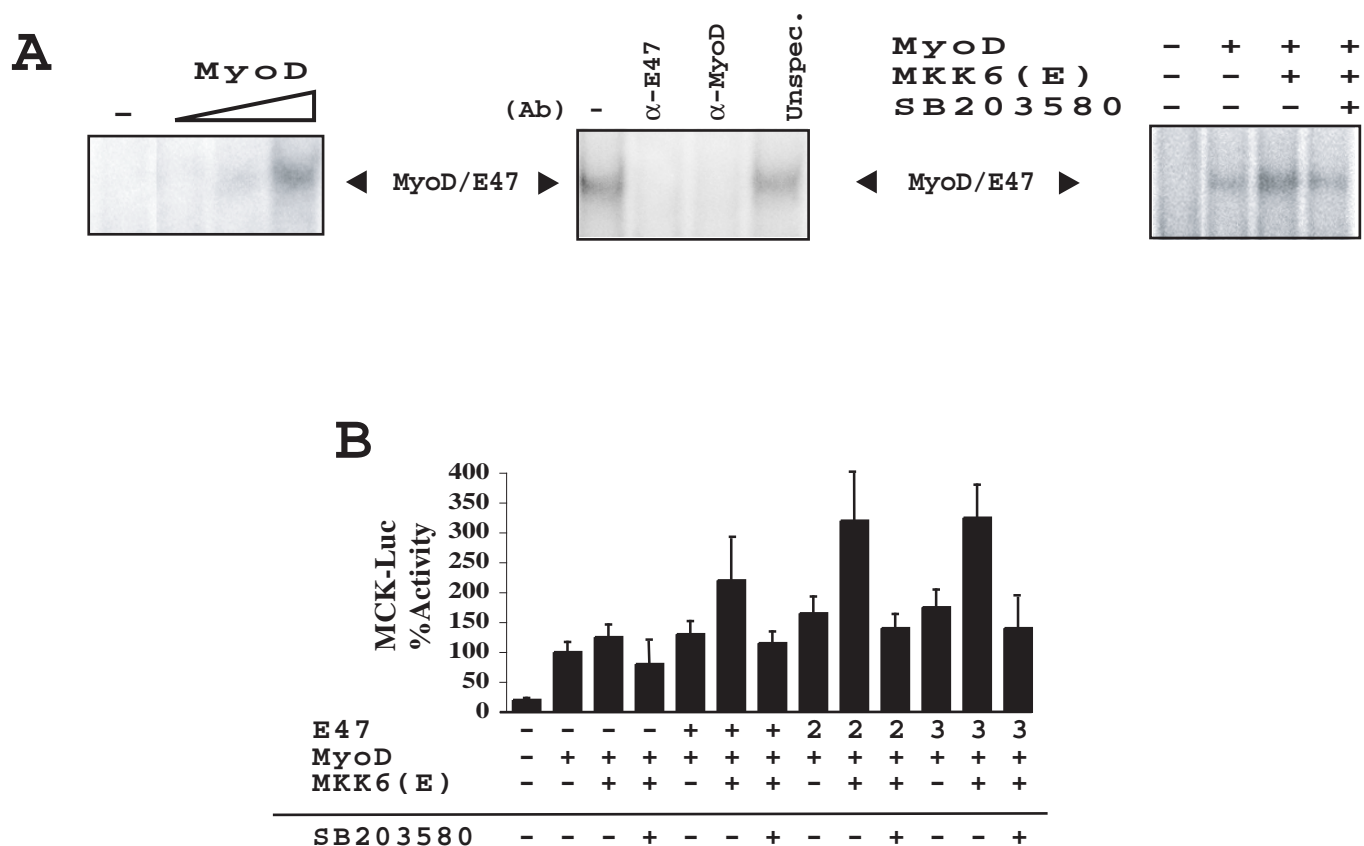 A
MyoD
–
(Ab) – α-E47 α-MyoD Unspec.
MyoD – + + +
MKK6(E) – – + +
SB203580 – – – +
MyoD/E47
MyoD/E47
B
MCK-Luc
%Activity
400
350
300
250
200
150
100
50
0
E47 – – – – + + + 2 2 2 3 3 3
MyoD – + + + + + + + + + + + +
MKK6(E) – – + + – + + – + + – + +
SB203580 – – – + – – + – – + – – +